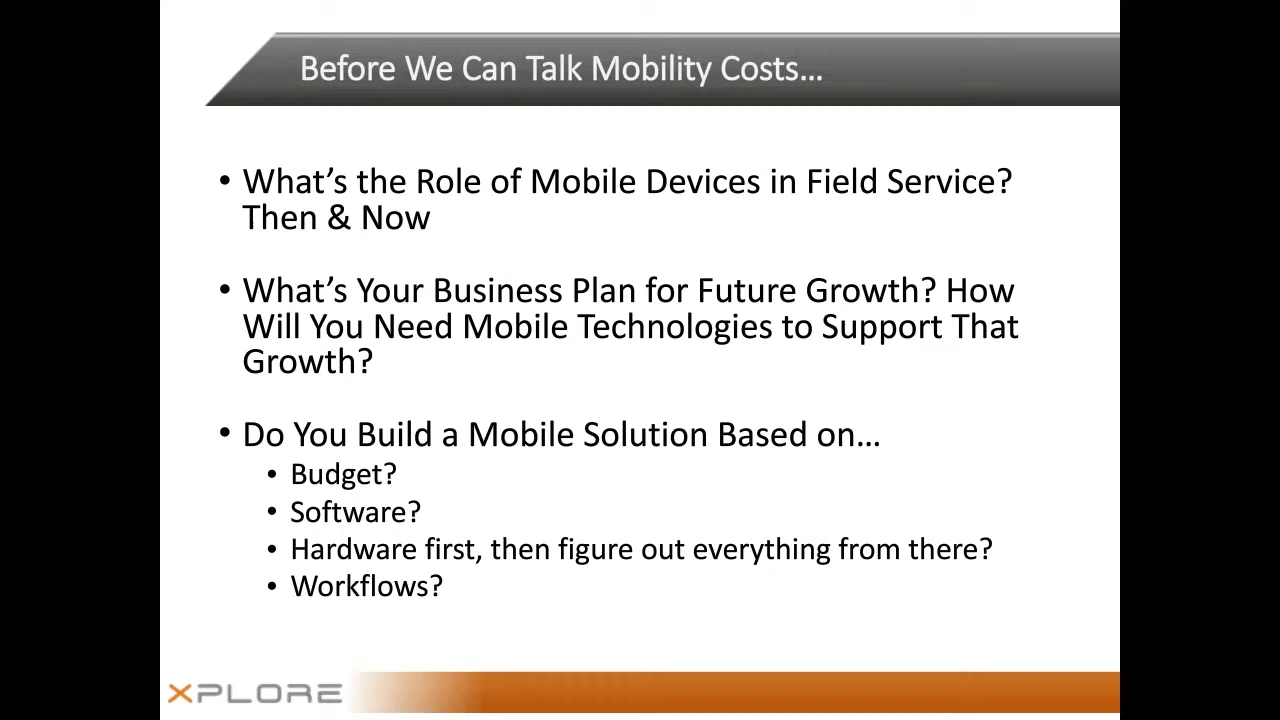 Before We Can Talk Mobility Costs…
• What’s the Role of Mobile Devices in Field Service?
Then & Now
• What’s Your Business Plan for Future Growth? How
Will You Need Mobile Technologies to Support That
Growth?
• Do You Build a Mobile Solution Based on…
• Budget?
• Software?
• Hardware first, then figure out everything from there?
• Workflows?
XPLORE